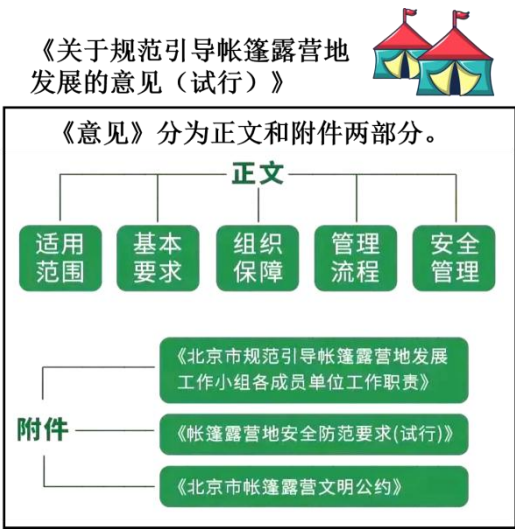 《关于规范引导帐篷露营地
发展的意见（试行）》
《意见》分为正文和附件两部分。
正文
适用
范围
基本
要求
组织
保障
管理
流程
安全
管理
附件
《北京市规范引导帐篷露营地发展
工作小组各成员单位工作职责》
《帐篷露营地安全防范要求(试行)》
《北京市帐篷露营文明公约》